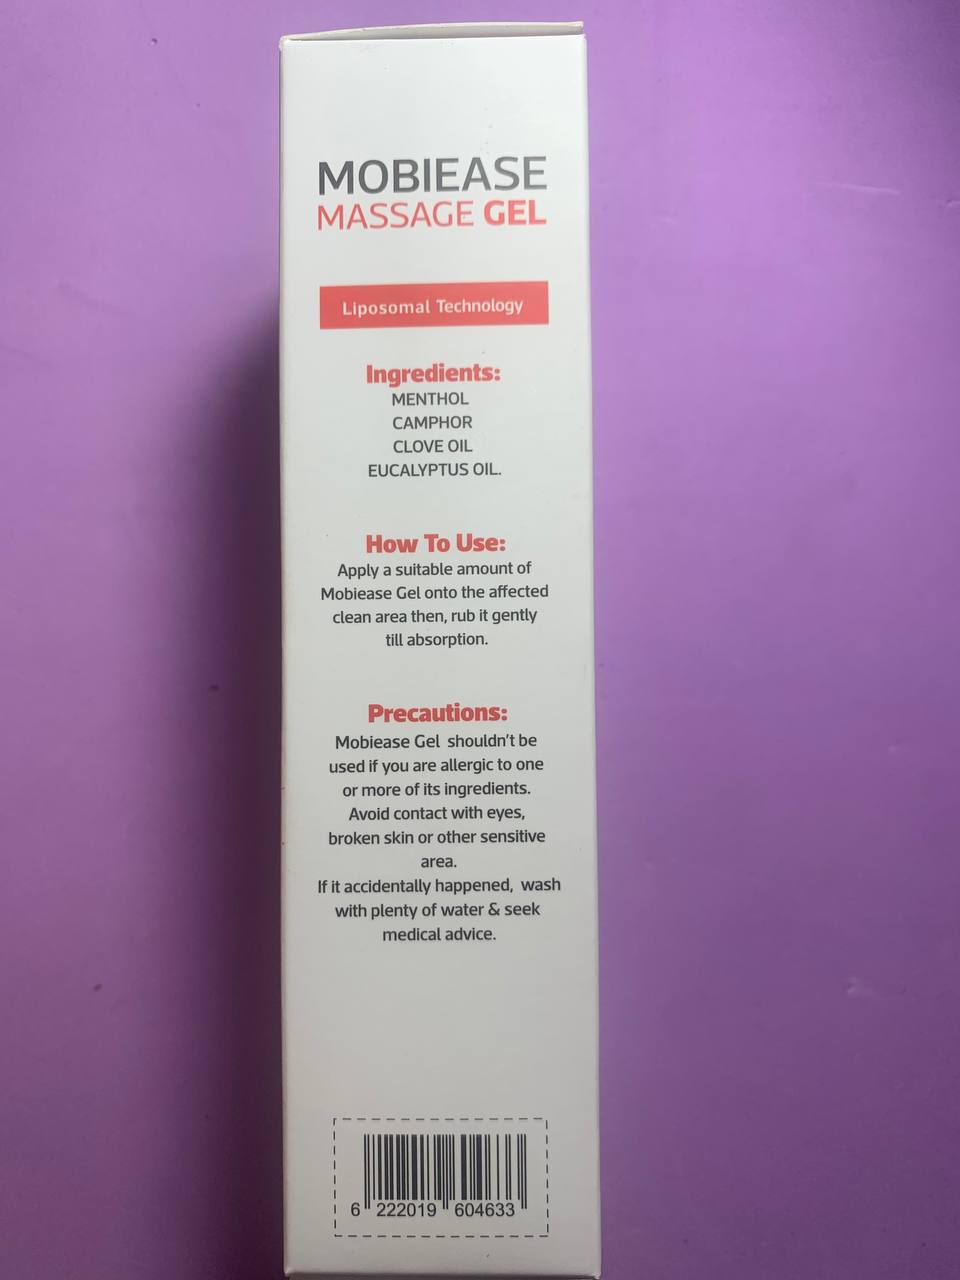 MOBIEASE
MASSAGE GEL
Liposomal Technology
Ingredients:
MENTHOL
CAMPHOR
CLOVE OIL
EUCALYPTUS OIL.
How To Use:
Apply a suitable amount of
Mobiease Gel onto the affected
clean area then, rub it gently
till absorption.
Precautions:
Mobiease Gel  shouldn't be
used if you are allergic to one
or more of its ingredients.
Avoid contact with eyes,
broken skin or other sensitive
area.
If it accidentally happened,  wash
with plenty of water & seek
medical advice.
6 222019 604633